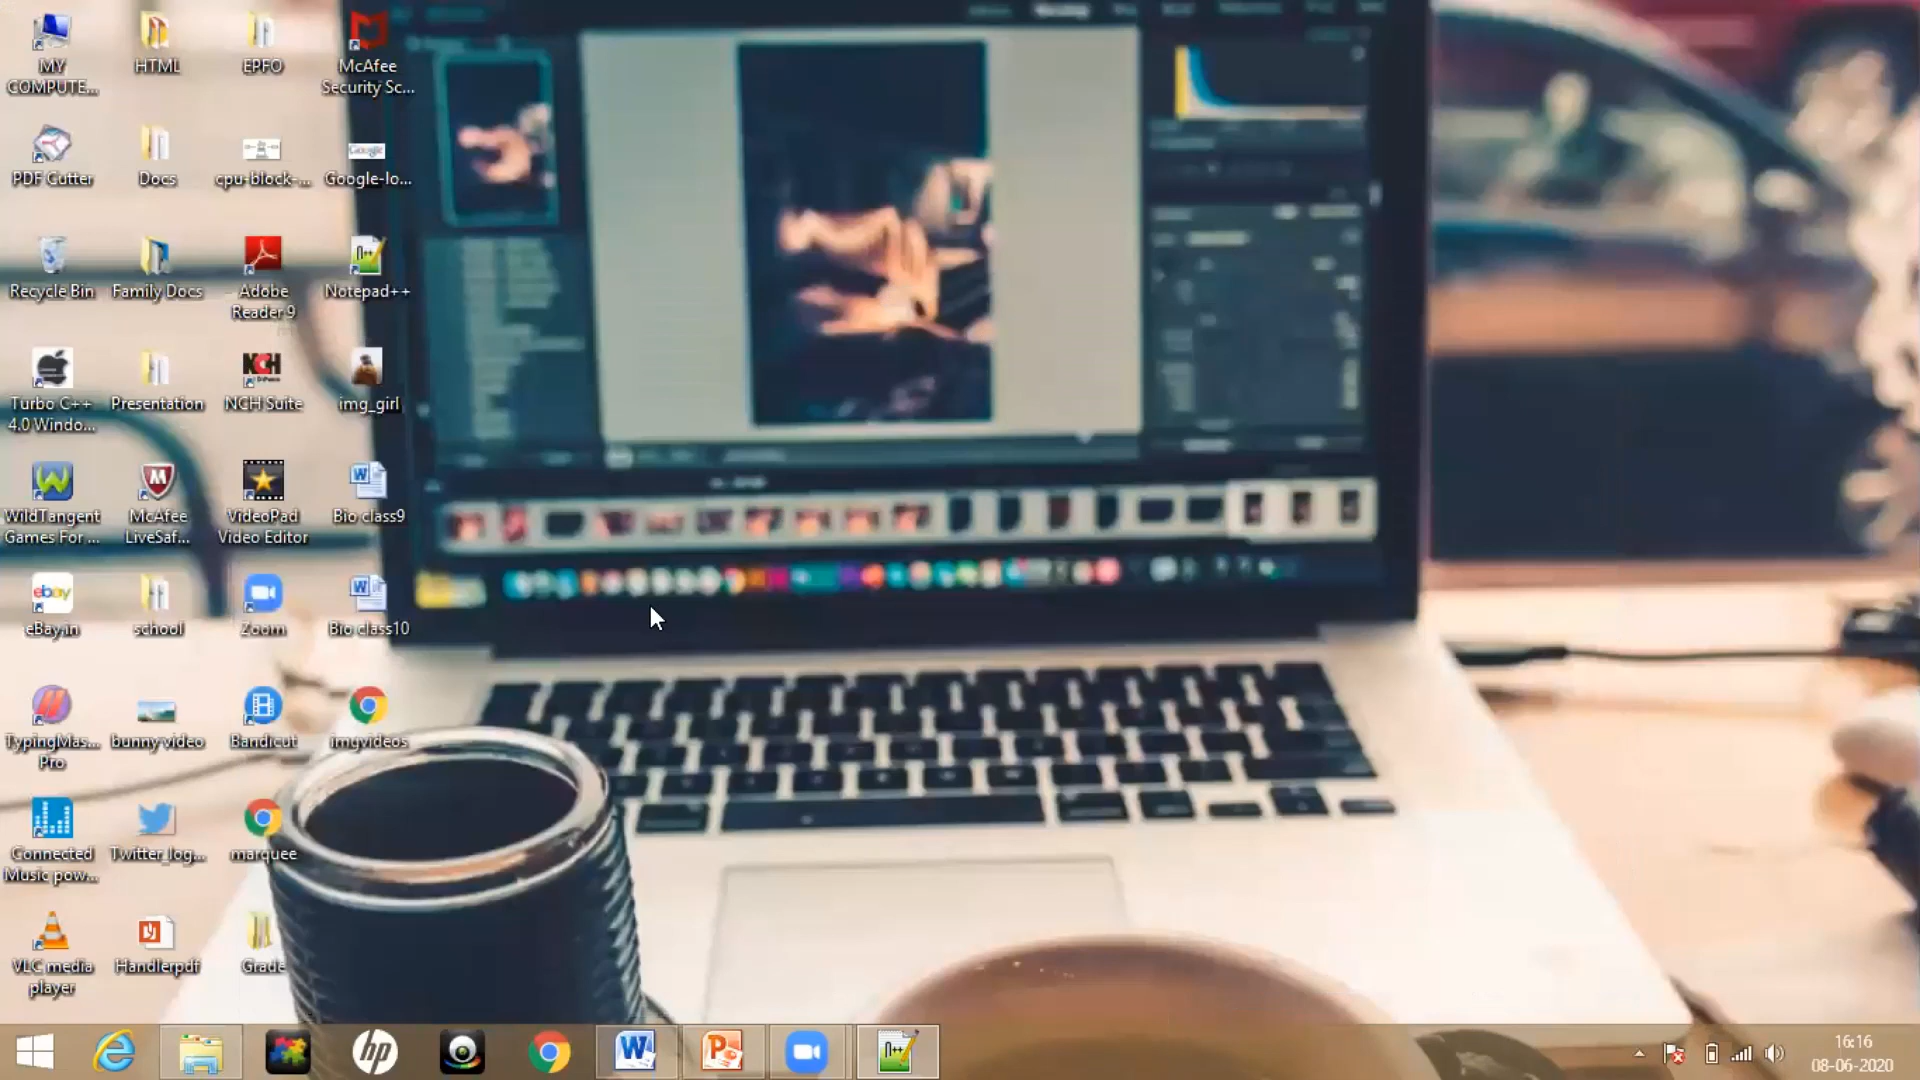 MY
COMPUTE...
HTML
EPFO
McAfee
Security Sc...
PDF Cutter
Docs
cpu-block-...
Google-lo...
Recycle Bin
Family Docs
Adobe
Reader 9
Notepad++
Turbo C++
4.0 Windo...
Presentation
NCH Suite
img_girl
WildTangent
Games For ...
McAfee
LiveSaf...
VideoPad
Video Editor
Bio class9
eBay.in
school
Zoom
Bio class10
TypingMas...
Pro
bunny video
Bandicut
imgvideos
Connected
Music pow...
Twitter_log...
marquee
VLC media
player
Handlerpdf
Grade
16:16
08-06-2020